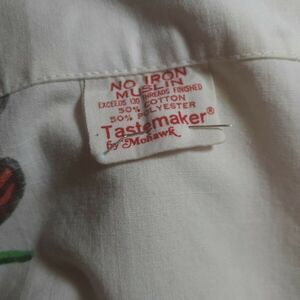 NO IRON
MUSLIN
EXCEEDS 130 THREADS FINISHED
50% COTTON
50% POLYESTER
Tastemaker®
by Mohawk